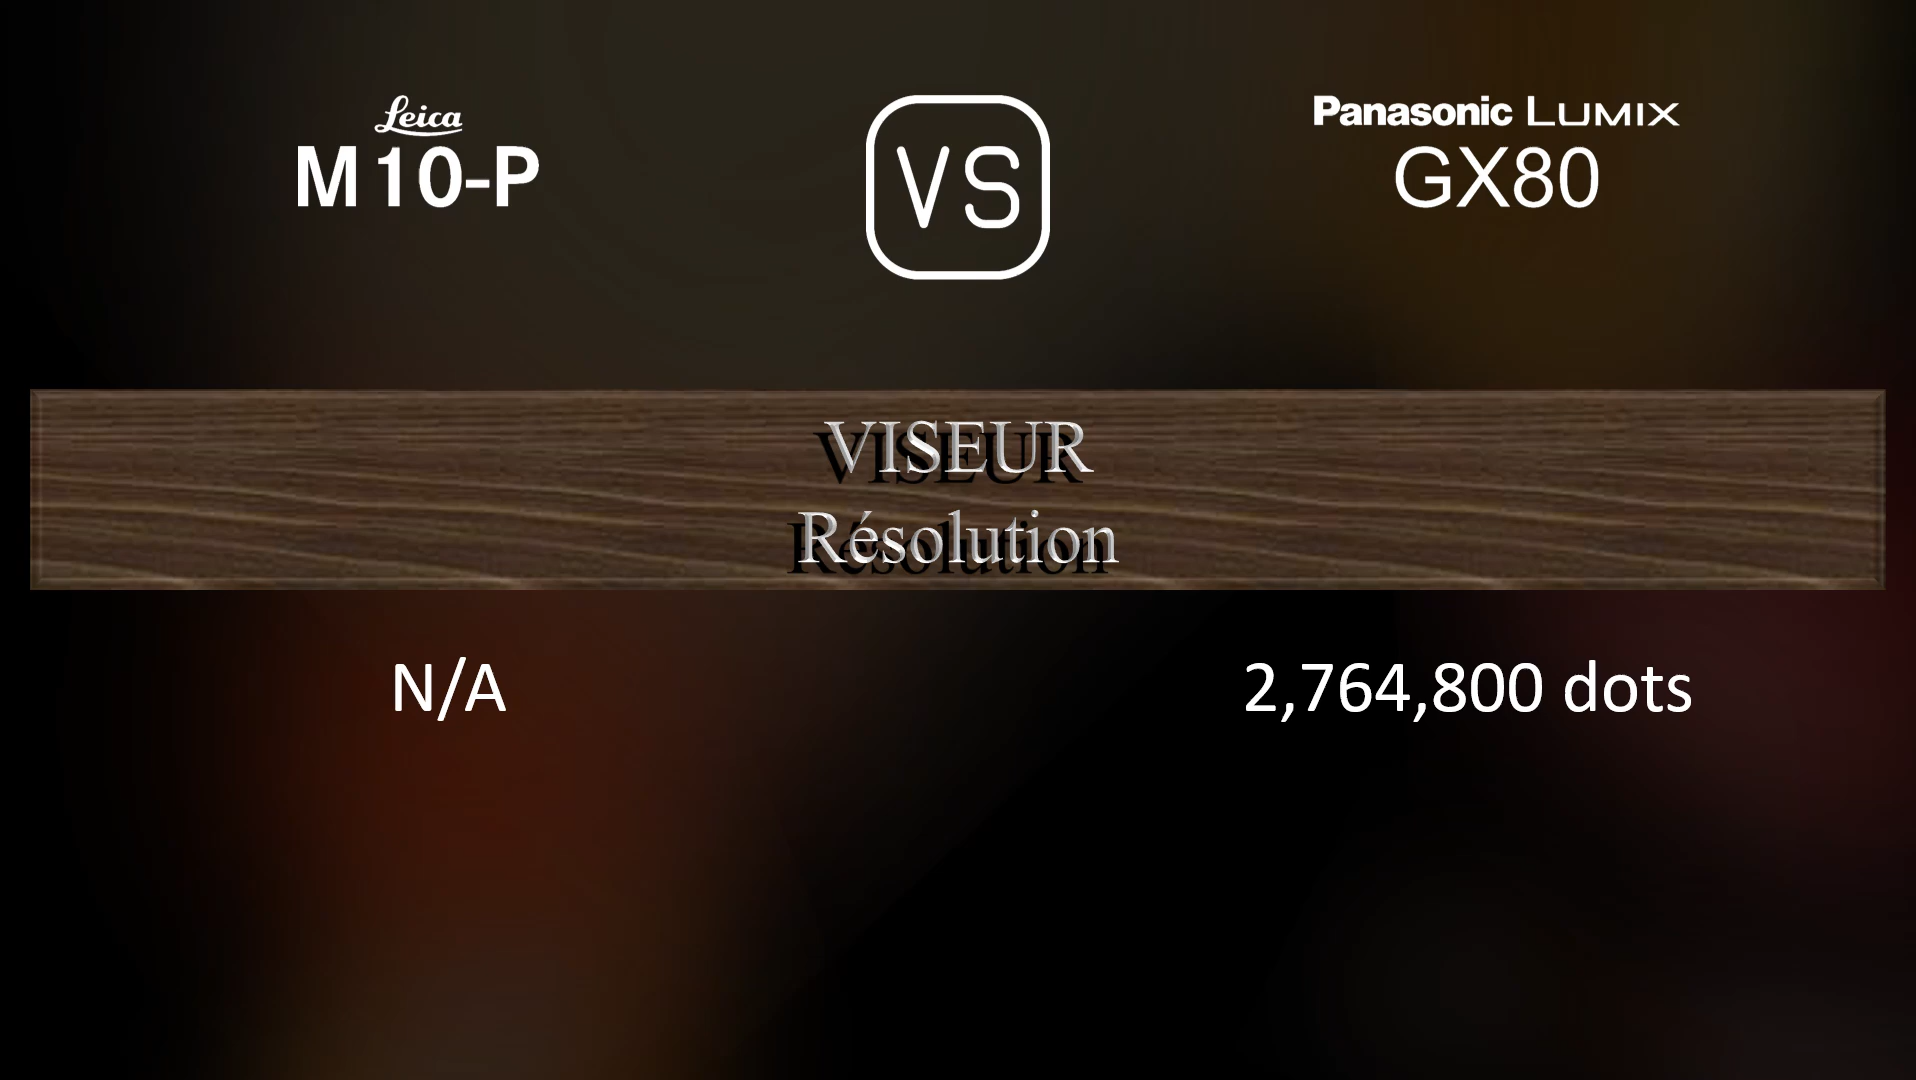 Leica
M10-P
VS
Panasonic LUMIX
GX80
VISEUR
Résolution
N/A
2,764,800 dots